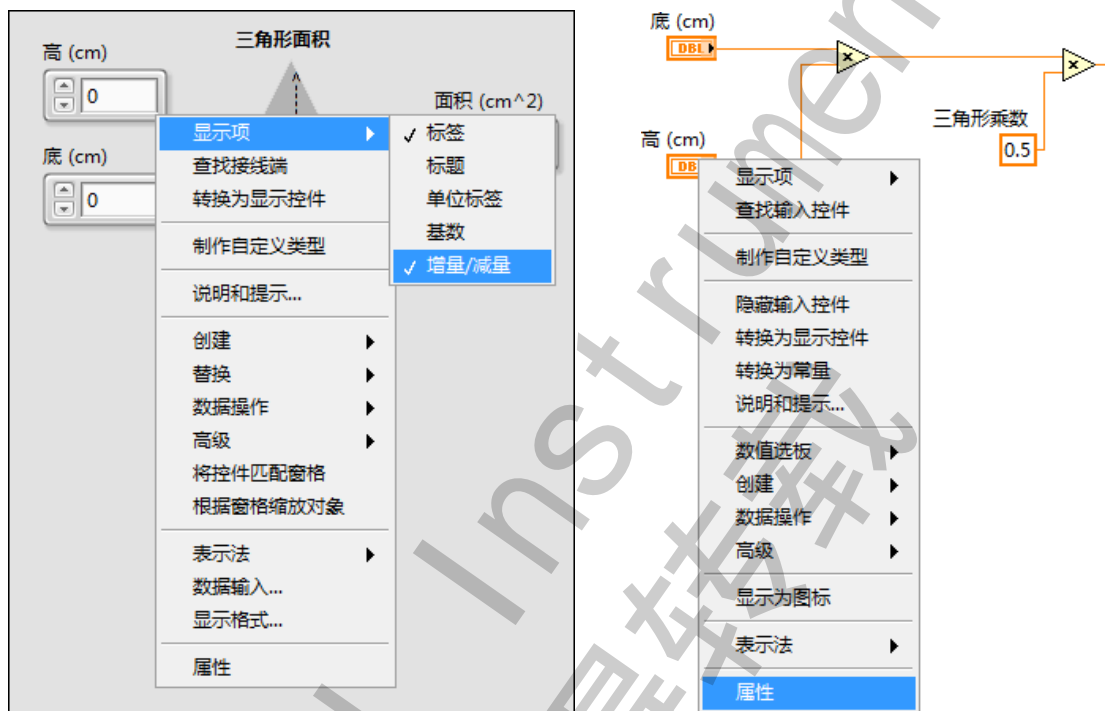 三角形面积
高 (cm)
0
面积 (cm^2)
底 (cm)
0
显示项
查找接线端
转换为显示控件
制作自定义类型
说明和提示...
创建
替换
数据操作
高级
将控件匹配窗格
根据窗格缩放对象
表示法
数据输入...
显示格式...
属性
标签
标题
单位标签
基数
增量/减量
底 (cm)
DBL
高 (cm)
DB
三角形乘数
0.5
显示项
查找输入控件
制作自定义类型
隐藏输入控件
转换为显示控件
转换为常量
说明和提示...
数值选板
创建
数据操作
高级
显示为图标
表示法
属性
l Instrumen
转载